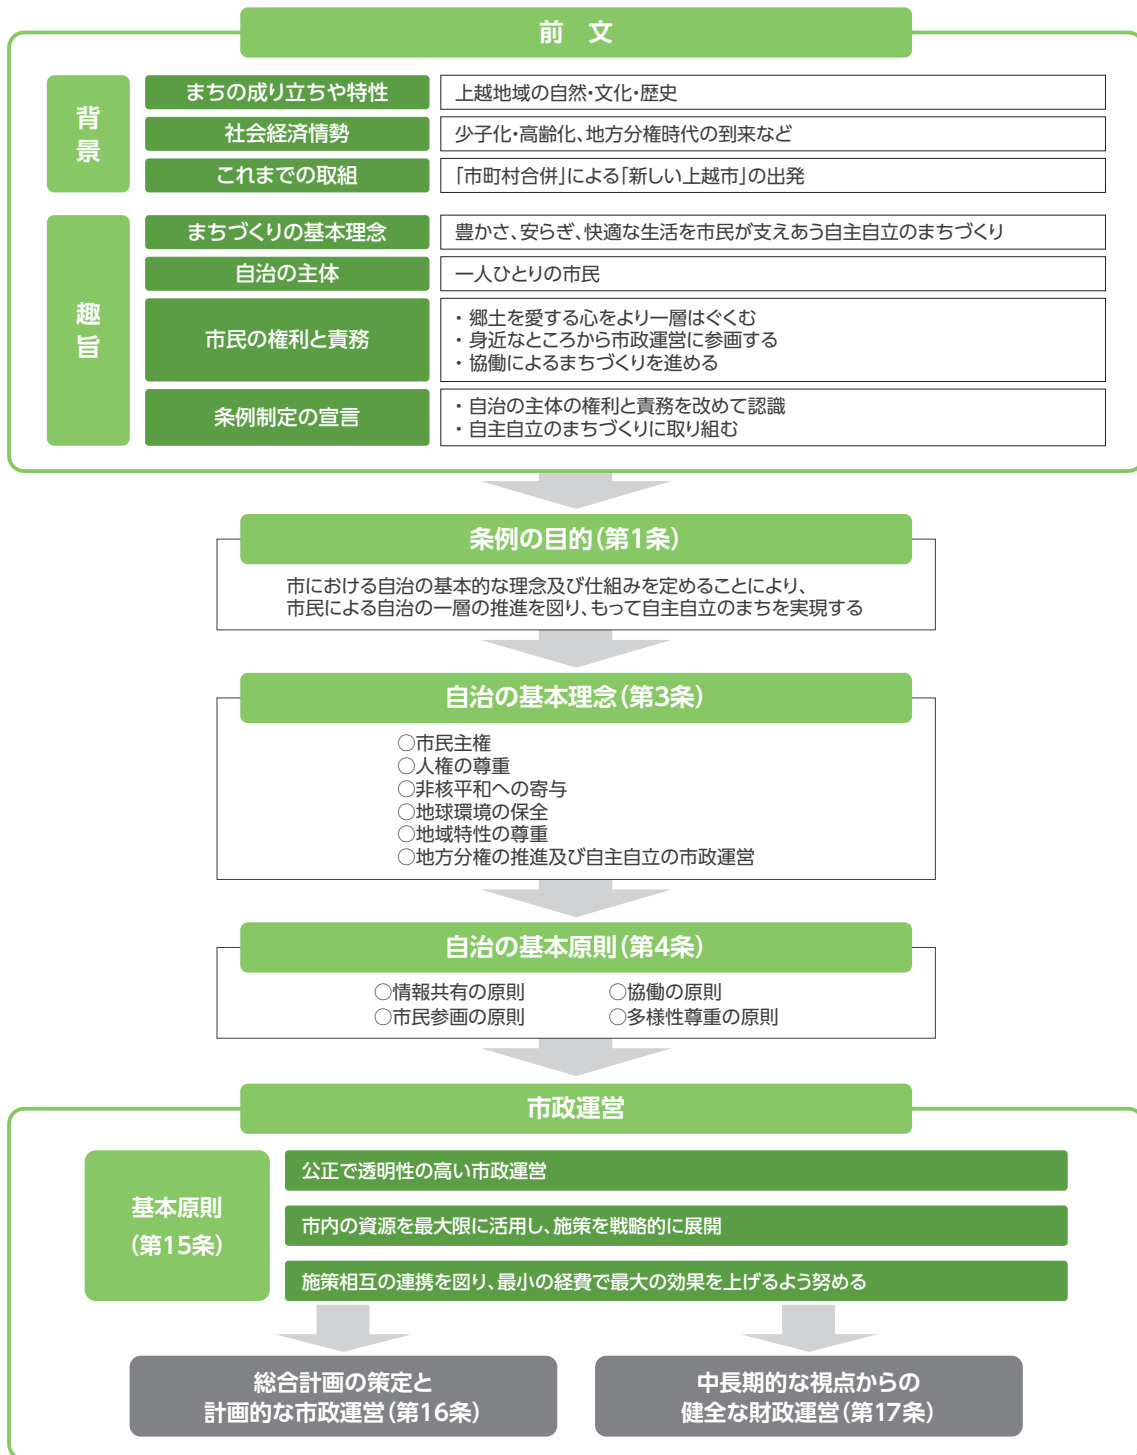 前 文
背景
まちの成り立ちや特性
上越地域の自然・文化・歴史
社会経済情勢
少子化・高齢化、地方分権時代の到来など
これまでの取組
「市町村合併」による「新しい上越市」の出発
趣旨
まちづくりの基本理念
豊かさ、安らぎ、快適な生活を市民が支えあう自主自立のまちづくり
自治の主体
一人ひとりの市民
市民の権利と責務
・郷土を愛する心をより一層はぐくむ
・身近なところから市政運営に参画する
・協働によるまちづくりを進める
条例制定の宣言
・自治の主体の権利と責務を改めて認識
・自主自立のまちづくりに取り組む
条例の目的(第1条)
市における自治の基本的な理念及び仕組みを定めることにより、
市民による自治の一層の推進を図り、もって自主自立のまちを実現する
自治の基本理念(第3条)
○市民主権
○人権の尊重
○非核平和への寄与
○地球環境の保全
○地域特性の尊重
○地方分権の推進及び自主自立の市政運営
自治の基本原則(第4条)
○情報共有の原則 ○協働の原則
○市民参画の原則 ○多様性尊重の原則
市政運営
基本原則
(第15条)
公正で透明性の高い市政運営
市内の資源を最大限に活用し、施策を戦略的に展開
施策相互の連携を図り、最小の経費で最大の効果を上げるよう努める
総合計画の策定と
計画的な市政運営(第16条)
中長期的な視点からの
健全な財政運営(第17条)